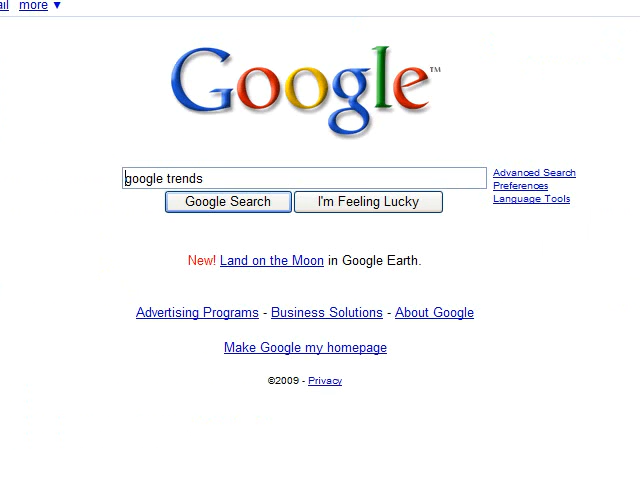 ail more ▼
Google™
google trends
Advanced Search
Preferences
Language Tools
Google Search I'm Feeling Lucky
New! Land on the Moon in Google Earth.
Advertising Programs - Business Solutions - About Google
Make Google my homepage
©2009 - Privacy